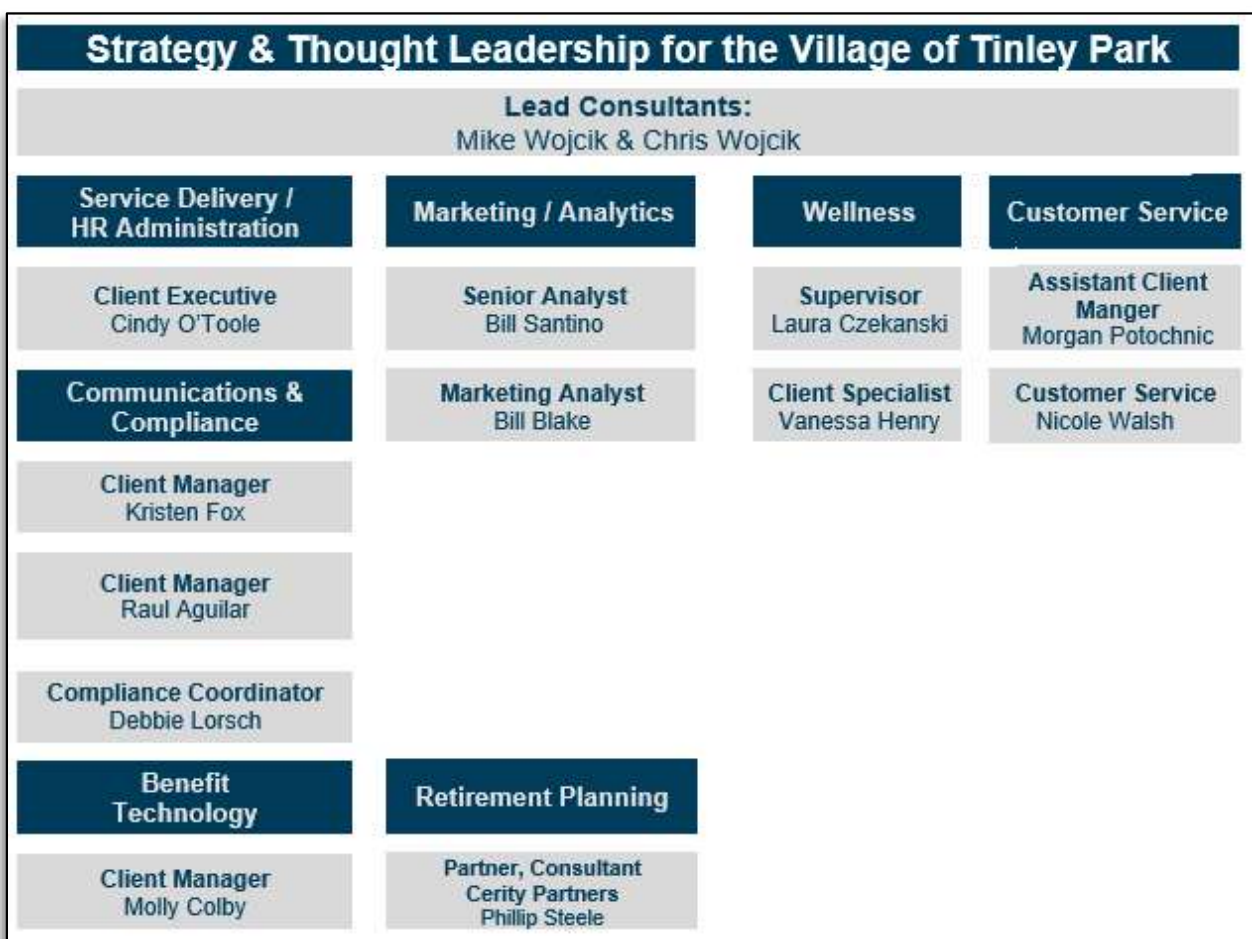 Strategy & Thought Leadership for the Village of Tinley Park
Lead Consultants:
Mike Wojcik & Chris Wojcik
Service Delivery /
HR Administration
Client Executive
Cindy O'Toole
Communications &
Compliance
Client Manager
Kristen Fox
Client Manager
Raul Aguilar
Compliance Coordinator
Debbie Lorsch
Benefit
Technology
Client Manager
Molly Colby
Marketing / Analytics
Senior Analyst
Bill Santino
Marketing Analyst
Bill Blake
Retirement Planning
Partner, Consultant
Cerity Partners
Phillip Steele
Wellness
Supervisor
Laura Czekanski
Client Specialist
Vanessa Henry
Customer Service
Assistant Client
Manger
Morgan Potochnic
Customer Service
Nicole Walsh